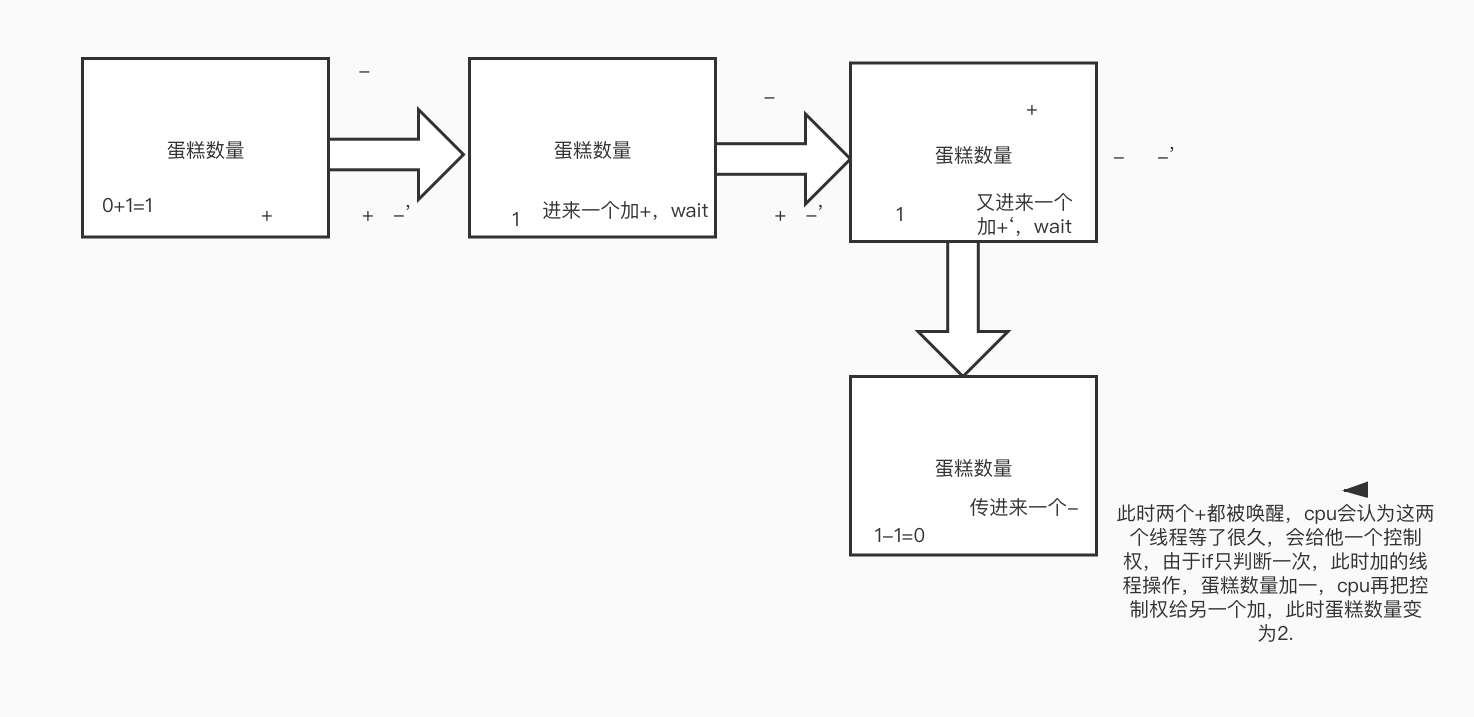 −
蛋糕数量
0+1=1
+
+ −’
−
蛋糕数量
1
进来一个加+，wait
+ −’
+
蛋糕数量
1
又进来一个
加+‘，wait
− −’
蛋糕数量
传进来一个−
1−1=0
此时两个+都被唤醒，cpu会认为这两
个线程等了很久，会给他一个控制
权，由于if只判断一次，此时加的线
程操作，蛋糕数量加一，cpu再把控
制权给另一个加，此时蛋糕数量变
为2.